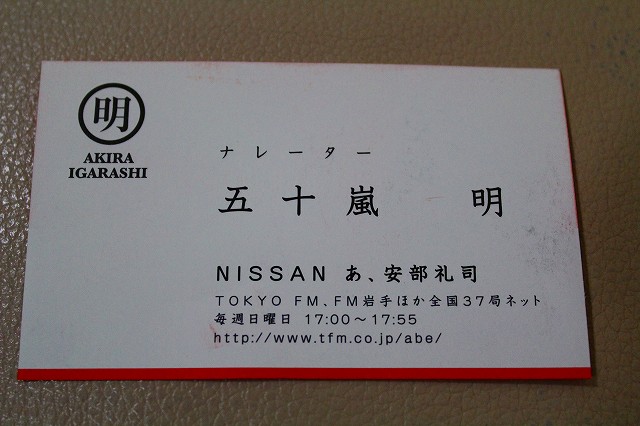 明
AKIRA
IGARASHI
ナレーター
五十嵐 明
NISSAN あ、安部礼司
TOKYO FM、FM岩手ほか全国37局ネット
毎週日曜日 17:00～17:55
http://www.tfm.co.jp/abe/